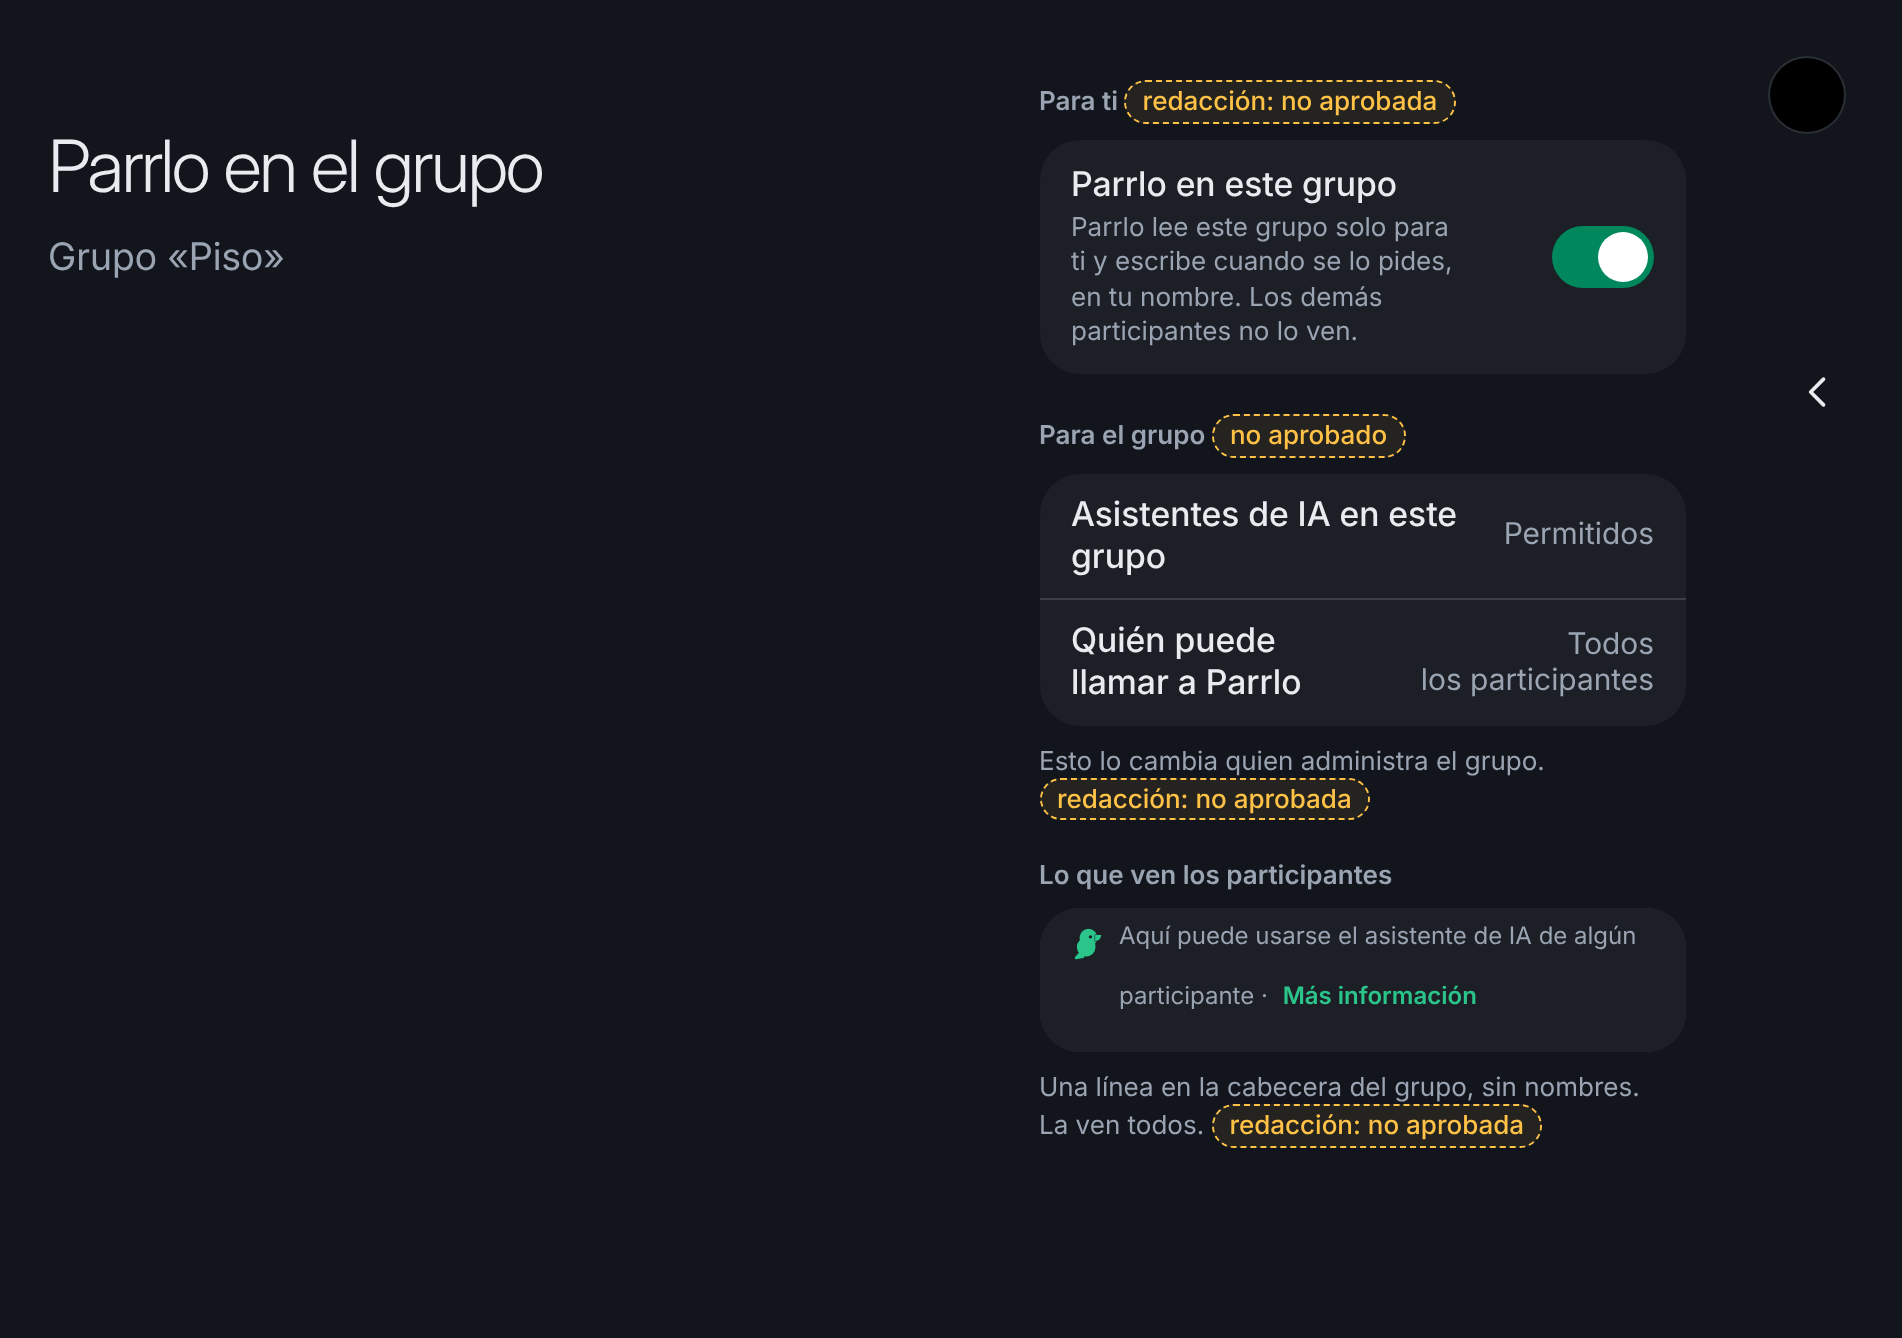 Parrlo en el grupo
Grupo «Piso»
Para ti redacción: no aprobada
Parrlo en este grupo
Parrlo lee este grupo solo para
ti y escribe cuando se lo pides,
en tu nombre. Los demás
participantes no lo ven.
Para el grupo no aprobado
Asistentes de IA en este
grupo
Permitidos
Quién puede
llamar a Parrlo
Todos
los participantes
Esto lo cambia quien administra el grupo.
redacción: no aprobada
Lo que ven los participantes
Aquí puede usarse el asistente de IA de algún
participante · Más información
Una línea en la cabecera del grupo, sin nombres.
La ven todos. redacción: no aprobada